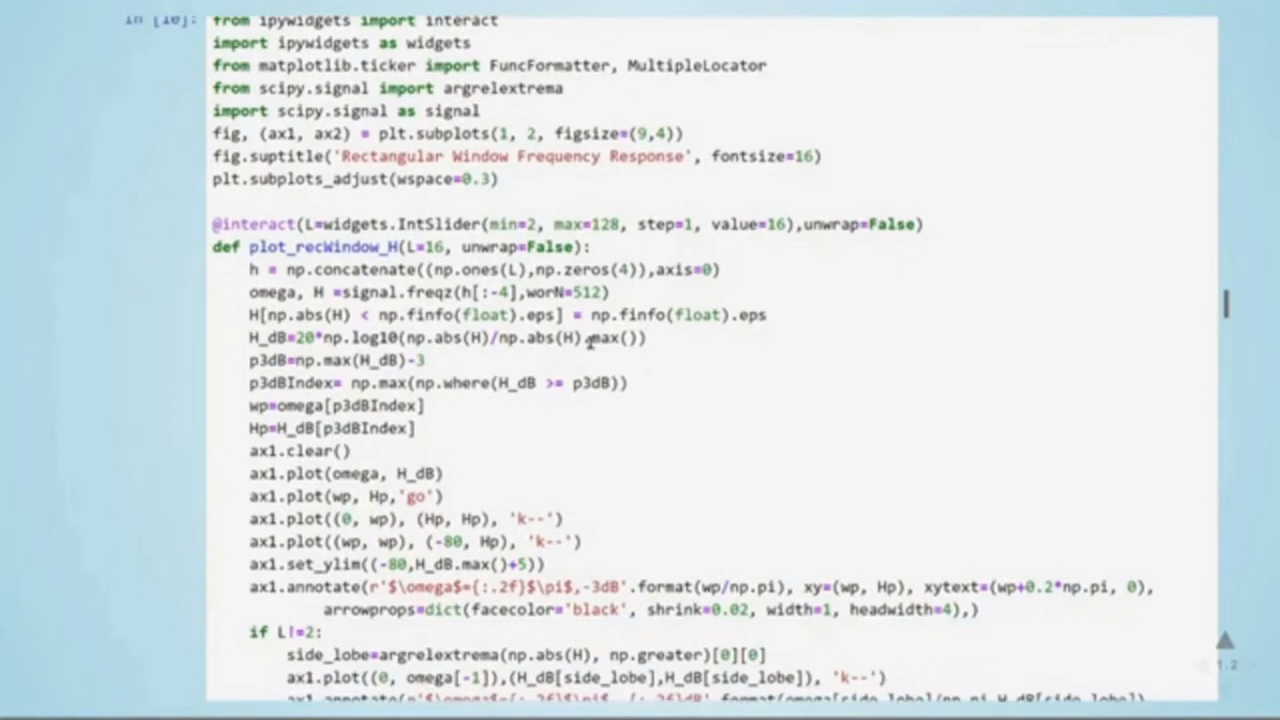 In [10]:
from ipywidgets import interact
import ipywidgets as widgets
from matplotlib.ticker import FuncFormatter, MultipleLocator
from scipy.signal import argrelextrema
import scipy.signal as signal
fig, (ax1, ax2) = plt.subplots(1, 2, figsize=(9,4))
fig.suptitle('Rectangular Window Frequency Response', fontsize=16)
plt.subplots_adjust(wspace=0.3)
@interact(L=widgets.IntSlider(min=2, max=128, step=1, value=16),unwrap=False)
def plot_recWindow_H(L=16, unwrap=False):
h = np.concatenate((np.ones(L),np.zeros(4)),axis=0)
omega, H =signal.freqz(h[:-4],worN=512)
H[np.abs(H) < np.finfo(float).eps] = np.finfo(float).eps
H_dB=20*np.log10(np.abs(H)/np.abs(H).max())
p3dB=np.max(H_dB)-3
p3dBIndex= np.max(np.where(H_dB >= p3dB))
wp=omega[p3dBIndex]
Hp=H_dB[p3dBIndex]
ax1.clear()
ax1.plot(omega, H_dB)
ax1.plot(wp, Hp,'go')
ax1.plot((0, wp), (Hp, Hp), 'k--')
ax1.plot((wp, wp), (-80, Hp), 'k--')
ax1.set_ylim((-80,H_dB.max()+5))
ax1.annotate(r'$\omega$={:.2f}$\pi$,-3dB'.format(wp/np.pi), xy=(wp, Hp), xytext=(wp+0.2*np.pi, 0),
arrowprops=dict(facecolor='black', shrink=0.02, width=1, headwidth=4),)
if L!=2:
side_lobe=argrelextrema(np.abs(H), np.greater)[0][0]
ax1.plot((0, omega[-1]),(H_dB[side_lobe],H_dB[side_lobe]), 'k--')
1.2